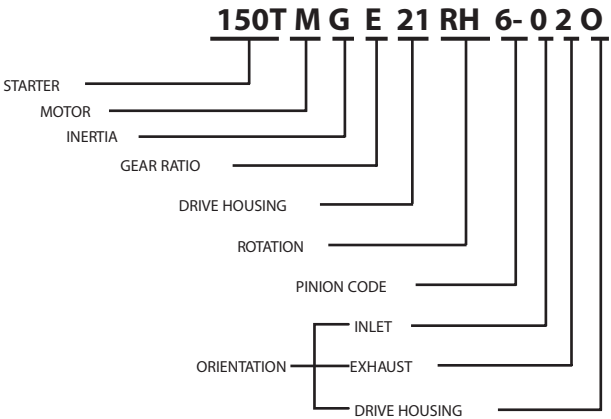 150T M G E 21 RH 6- 0 2 O
STARTER
MOTOR
INERTIA
GEAR RATIO
DRIVE HOUSING
ROTATION
PINION CODE
INLET
ORIENTATION EXHAUST
DRIVE HOUSING